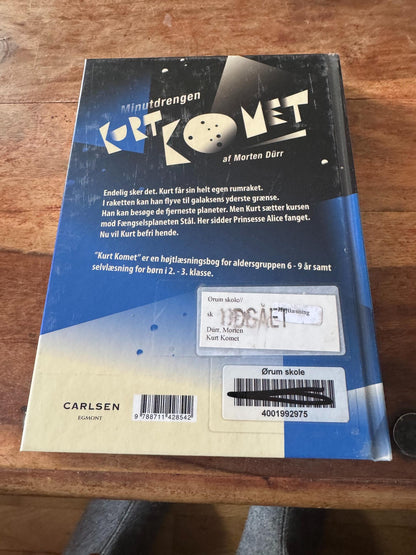 Minutdrengen
KURT KOMET
af Morten Dürr
Endelig sker det. Kurt får sin helt egen rumraket.
I raketten kan han flyve til galaksens yderste grænse.
Han kan besøge de fjerneste planeter. Men Kurt sætter kursen
mod Fængselsplaneten Stål. Her sidder Prinsesse Alice fanget.
Nu vil Kurt befri hende.
"Kurt Komet" er en højtlæsningsbog for aldersgruppen 6 - 9 år samt
selvlæsning for børn i 2. - 3. klasse.
Ørum skole//
sk
UDGÅET
Dürr, Morten
Kurt Komet
Ørum skole
4001992975
CARLSEN
EGMONT
9 788711 428542